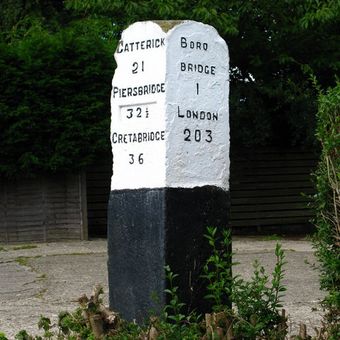 CATTERICK
21
PIERSBRIDGE
32½
CRETABRIDGE
36
BORO
BRIDGE
1
LONDON
203